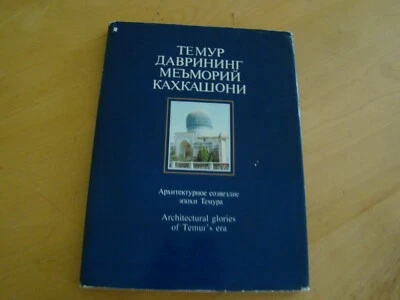 ТЕМУР
ДАВРИНИНГ
МЕЪМОРИЙ
КАХКАШОНИ
Архитектурное созвездие
эпохи Темура
Architectural glories
of Temur's era